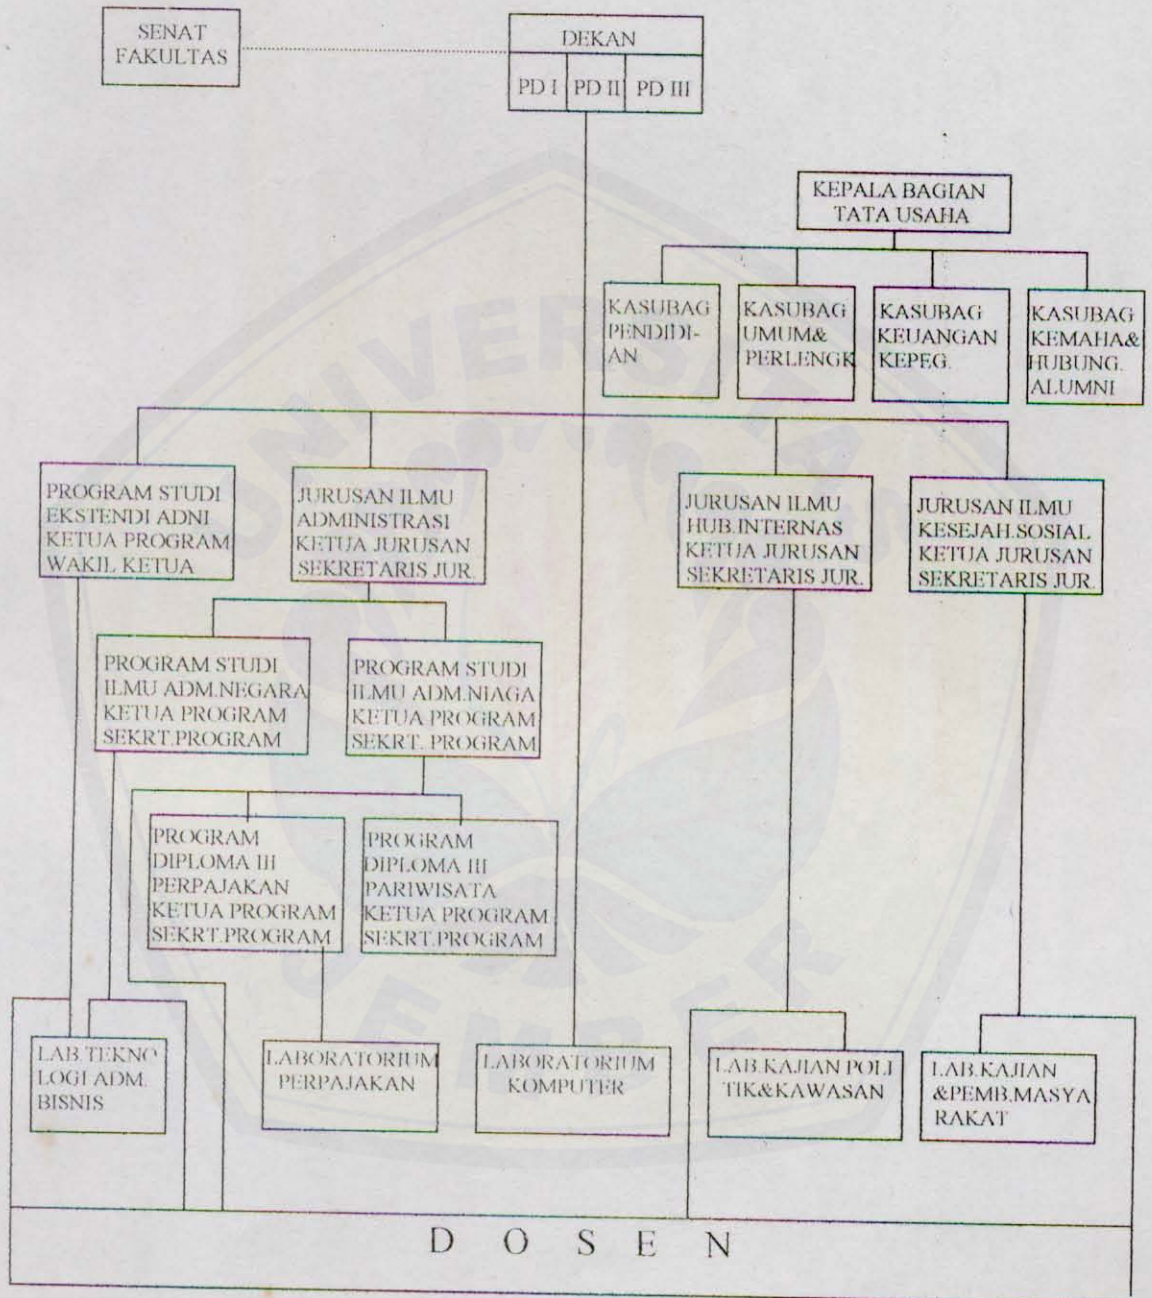 SENAT
FAKULTAS
DEKAN
PD I
PD II
PD III
KEPALA BAGIAN
TATA USAHA
KASUBAG
PENDIDI-
AN
KASUBAG
UMUM&
PERLENGK
KASUBAG
KEUANGAN
KEPEG.
KASUBAG
KEMAHA&
HUBUNG.
ALUMNI
PROGRAM STUDI
EKSTENDI ADNI
KETUA PROGRAM
WAKIL KETUA
JURUSAN ILMU
ADMINISTRASI
KETUA JURUSAN
SEKRETARIS JUR.
JURUSAN ILMU
HUB.INTERNAS
KETUA JURUSAN
SEKRETARIS JUR.
JURUSAN ILMU
KESEJAH.SOSIAL
KETUA JURUSAN
SEKRETARIS JUR.
PROGRAM STUDI
ILMU ADM.NEGARA
KETUA PROGRAM
SEKRT.PROGRAM
PROGRAM STUDI
ILMU ADM.NIAGA
KETUA PROGRAM
SEKRT. PROGRAM
PROGRAM
DIPLOMA III
PERPAJAKAN
KETUA PROGRAM
SEKRT.PROGRAM
PROGRAM
DIPLOMA III
PARIWISATA
KETUA PROGRAM
SEKRT.PROGRAM
LAB.TEKNO
LOGI ADM.
BISNIS
LABORATORIUM
PERPAJAKAN
LABORATORIUM
KOMPUTER
LAB.KAJIAN POLI
TIK&KAWASAN
LAB.KAJIAN
&PEMB.MASYA
RAKAT
D O S E N
UNIVERSITAS
JEMBER